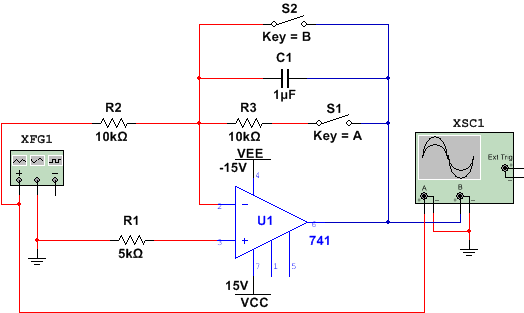 S2
Key = B
C1
1µF
R2
10kΩ
R3
10kΩ
S1
Key = A
XFG1
XSC1
Ext Trig
A
B
VEE
-15V
4
2
U1
6
741
R1
5kΩ
3
7
1
5
15V
VCC